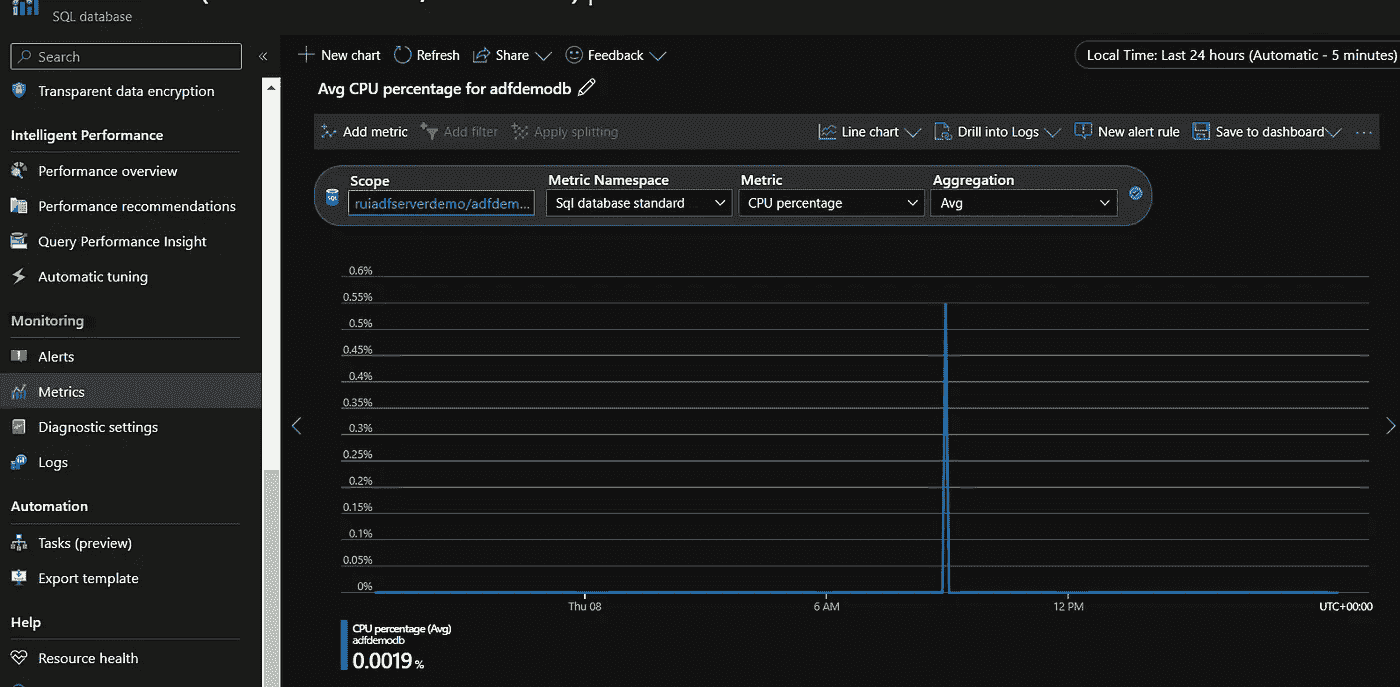 SQL database
Search
«
New chart
Refresh
Share
Feedback
Local Time: Last 24 hours (Automatic - 5 minutes)
Transparent data encryption
Intelligent Performance
Performance overview
Performance recommendations
Query Performance Insight
Automatic tuning
Monitoring
Alerts
Metrics
Diagnostic settings
Logs
Automation
Tasks (preview)
Export template
Help
Resource health
Avg CPU percentage for adfdemodb
Add metric
Add filter
Apply splitting
Line chart
Drill into Logs
New alert rule
Save to dashboard
...
Scope
ruiadfserverdemo/adfdem...
Metric Namespace
Sql database standard
Metric
CPU percentage
Aggregation
Avg
0.6%
0.55%
0.5%
0.45%
0.4%
0.35%
0.3%
0.25%
0.2%
0.15%
0.1%
0.05%
0%
Thu 08
6 AM
12 PM
UTC+00:00
CPU percentage (Avg)
adfdemodb
0.0019 %